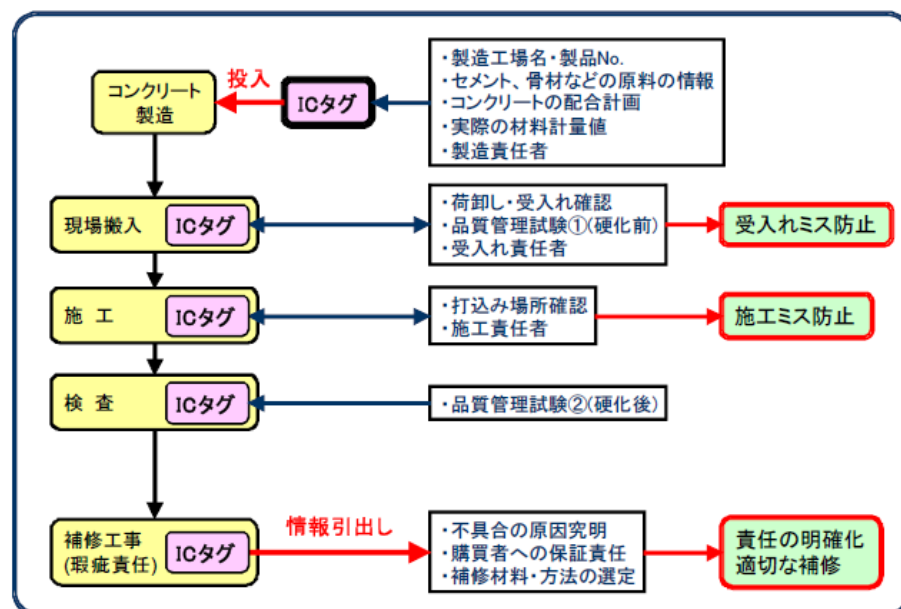 投入
コンクリート
製造
ICタグ
・製造工場名・製品No.
・セメント、骨材などの原料の情報
・コンクリートの配合計画
・実際の材料計量値
・製造責任者
現場搬入
ICタグ
・荷卸し・受入れ確認
・品質管理試験①(硬化前)
・受入れ責任者
受入れミス防止
施 工
ICタグ
・打込み場所確認
・施工責任者
施工ミス防止
検 査
ICタグ
・品質管理試験②(硬化後)
補修工事
(瑕疵責任)
ICタグ
情報引出し
・不具合の原因究明
・購買者への保証責任
・補修材料・方法の選定
責任の明確化
適切な補修